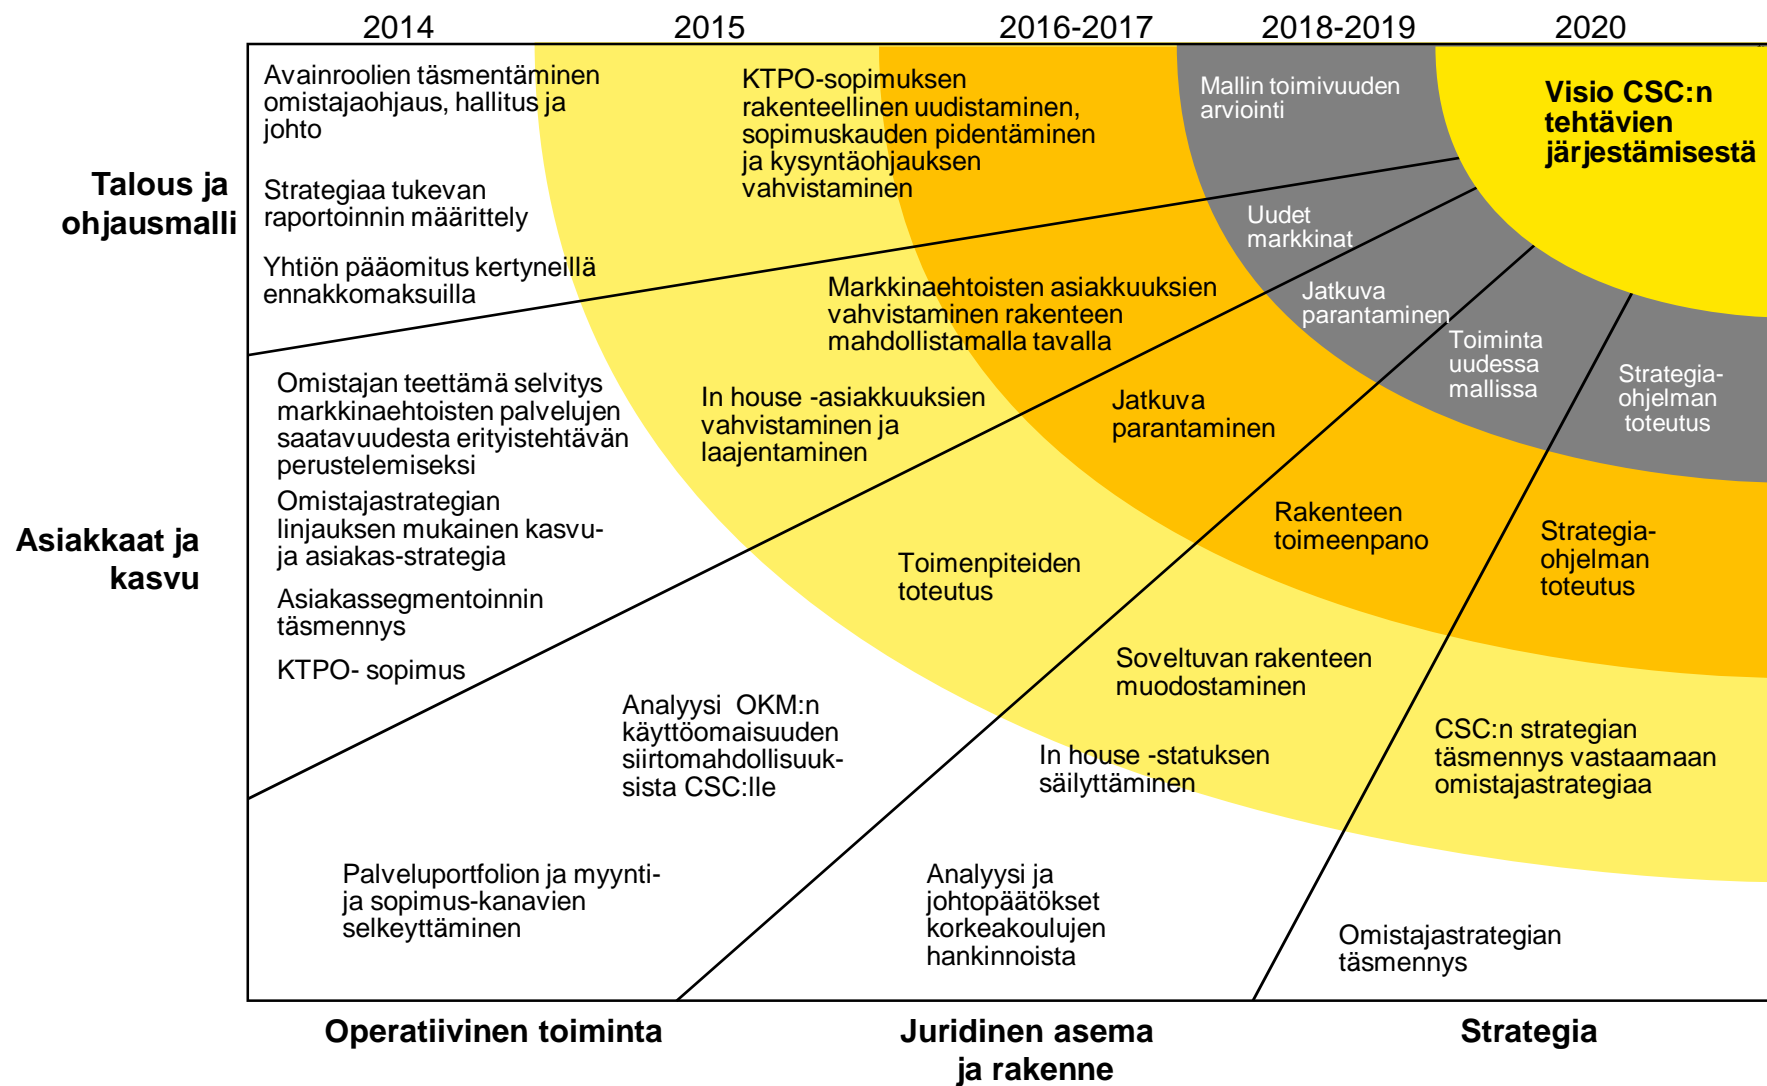 2014
2015
2016-2017
2018-2019
2020
Talous ja
ohjausmalli
Avainroolien täsmentäminen
omistajaohjaus, hallitus ja
johto
Strategiaa tukevan
raportoinnin määrittely
Yhtiön pääomitus kertyneillä
ennakkomaksuilla
KTPO-sopimuksen
rakenteellinen uudistaminen,
sopimuskauden pidentäminen
ja kysyntäohjauksen
vahvistaminen
Mallin toimivuuden
arviointi
Visio CSC:n
tehtävien
järjestämisestä
Asiakkaat ja
kasvu
Omistajan teettämä selvitys
markkinaehtoisten palvelujen
saatavuudesta erityistehtävän
perustelemiseksi
Omistajastrategian
linjauksen mukainen kasvu-
ja asiakas-strategia
Asiakassegmentoinnin
täsmennys
KTPO- sopimus
Markkinaehtoisten asiakkuuksien
vahvistaminen rakenteen
mahdollistamalla tavalla
In house -asiakkuuksien
vahvistaminen ja
laajentaminen
Uudet
markkinat
Jatkuva
parantaminen
Jatkuva
parantaminen
Toimenpiteiden
toteutus
Analyysi  OKM:n
käyttöomaisuuden
siirtomahdollisuuk-
sista CSC:lle
Palveluportfolion ja myynti-
ja sopimus-kanavien
selkeyttäminen
Toiminta
uudessa
mallissa
Rakenteen
toimeenpano
Soveltuvan rakenteen
muodostaminen
In house -statuksen
säilyttäminen
Analyysi ja
johtopäätökset
korkeakoulujen
hankinnoista
Strategia-
ohjelman
toteutus
Strategia-
ohjelman
toteutus
CSC:n strategian
täsmennys vastaamaan
omistajastrategiaa
Omistajastrategian
täsmennys
Operatiivinen toiminta
Juridinen asema
ja rakenne
Strategia